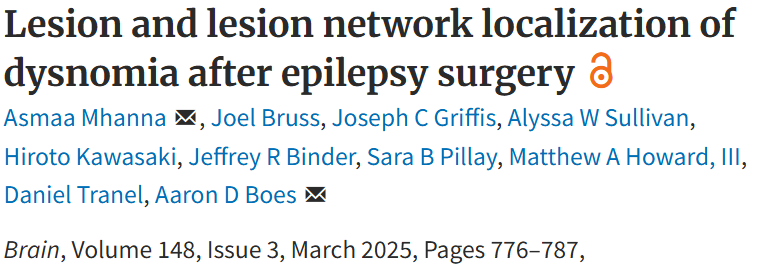 Lesion and lesion network localization of
dysnomia after epilepsy surgery
Asmaa Mhanna , Joel Bruss, Joseph C Griffis, Alyssa W Sullivan,
Hiroto Kawasaki, Jeffrey R Binder, Sara B Pillay, Matthew A Howard, III,
Daniel Tranel, Aaron D Boes
Brain, Volume 148, Issue 3, March 2025, Pages 776–787,